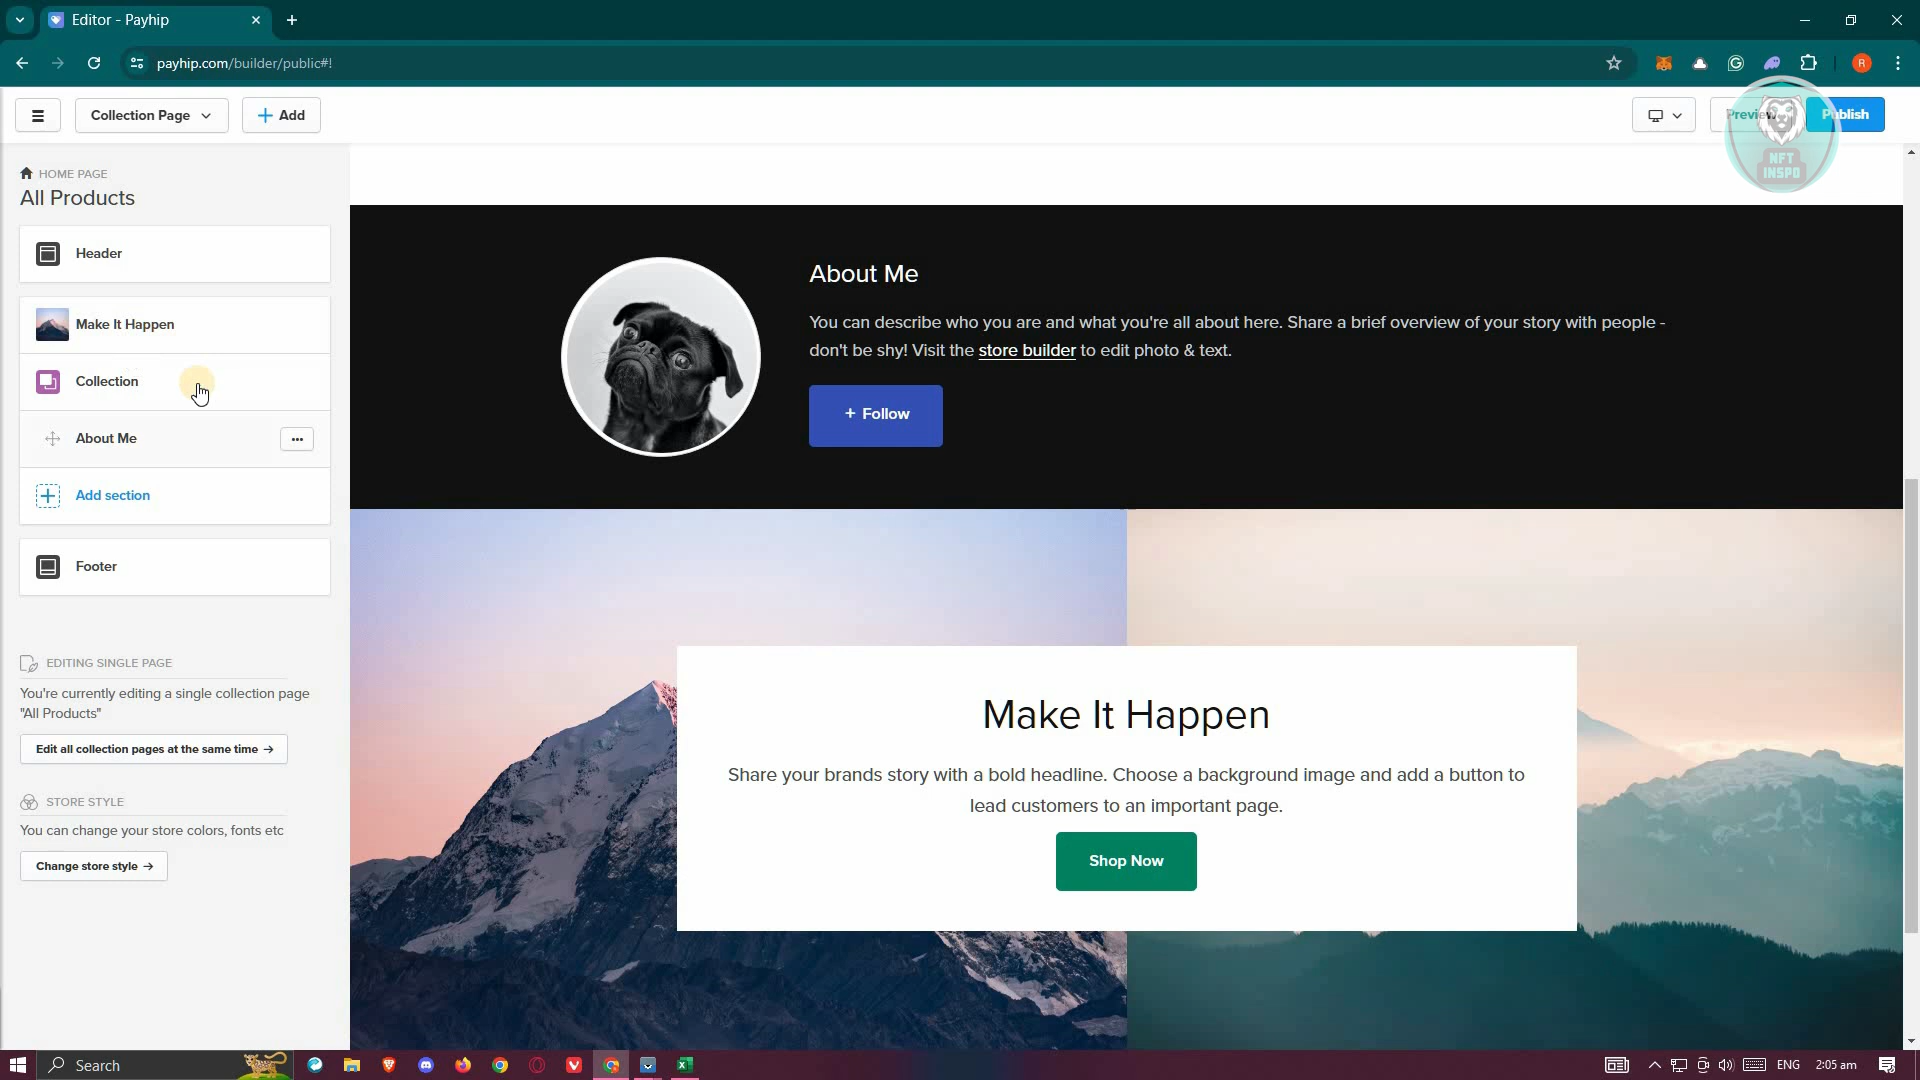 Editor - Payhip
payhip.com/builder/public#!
R
Collection Page
Add
Preview
Publish
NFT
INSPO
HOME PAGE
All Products
Header
Make It Happen
Collection
About Me
Add section
Footer
EDITING SINGLE PAGE
You're currently editing a single collection page
"All Products"
Edit all collection pages at the same time →
STORE STYLE
You can change your store colors, fonts etc
Change store style →
About Me
You can describe who you are and what you're all about here. Share a brief overview of your story with people -
don't be shy! Visit the store builder to edit photo & text.
+ Follow
Make It Happen
Share your brands story with a bold headline. Choose a background image and add a button to
lead customers to an important page.
Shop Now
Search
ENG
2:05 am